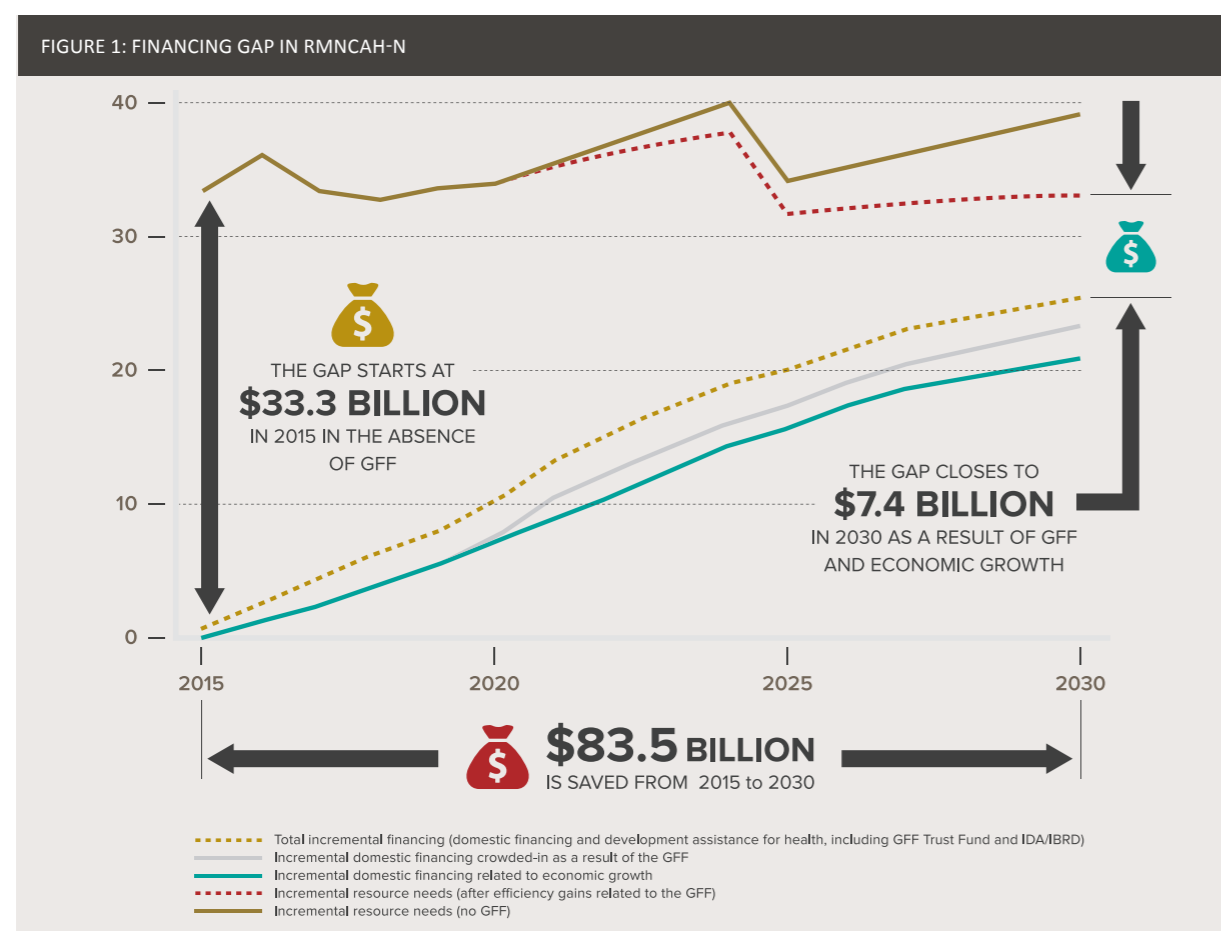 FIGURE 1: FINANCING GAP IN RMNCAH-N
40
30
20
10
0
$
THE GAP STARTS AT
$33.3 BILLION
IN 2015 IN THE ABSENCE
OF GFF
$
THE GAP CLOSES TO
$7.4 BILLION
IN 2030 AS A RESULT OF GFF
AND ECONOMIC GROWTH
2015
2020
2025
2030
$
$83.5 BILLION
IS SAVED FROM 2015 to 2030
Total incremental financing (domestic financing and development assistance for health, including GFF Trust Fund and IDA/IBRD)
Incremental domestic financing crowded-in as a result of the GFF
Incremental domestic financing related to economic growth
Incremental resource needs (after efficiency gains related to the GFF)
Incremental resource needs (no GFF)